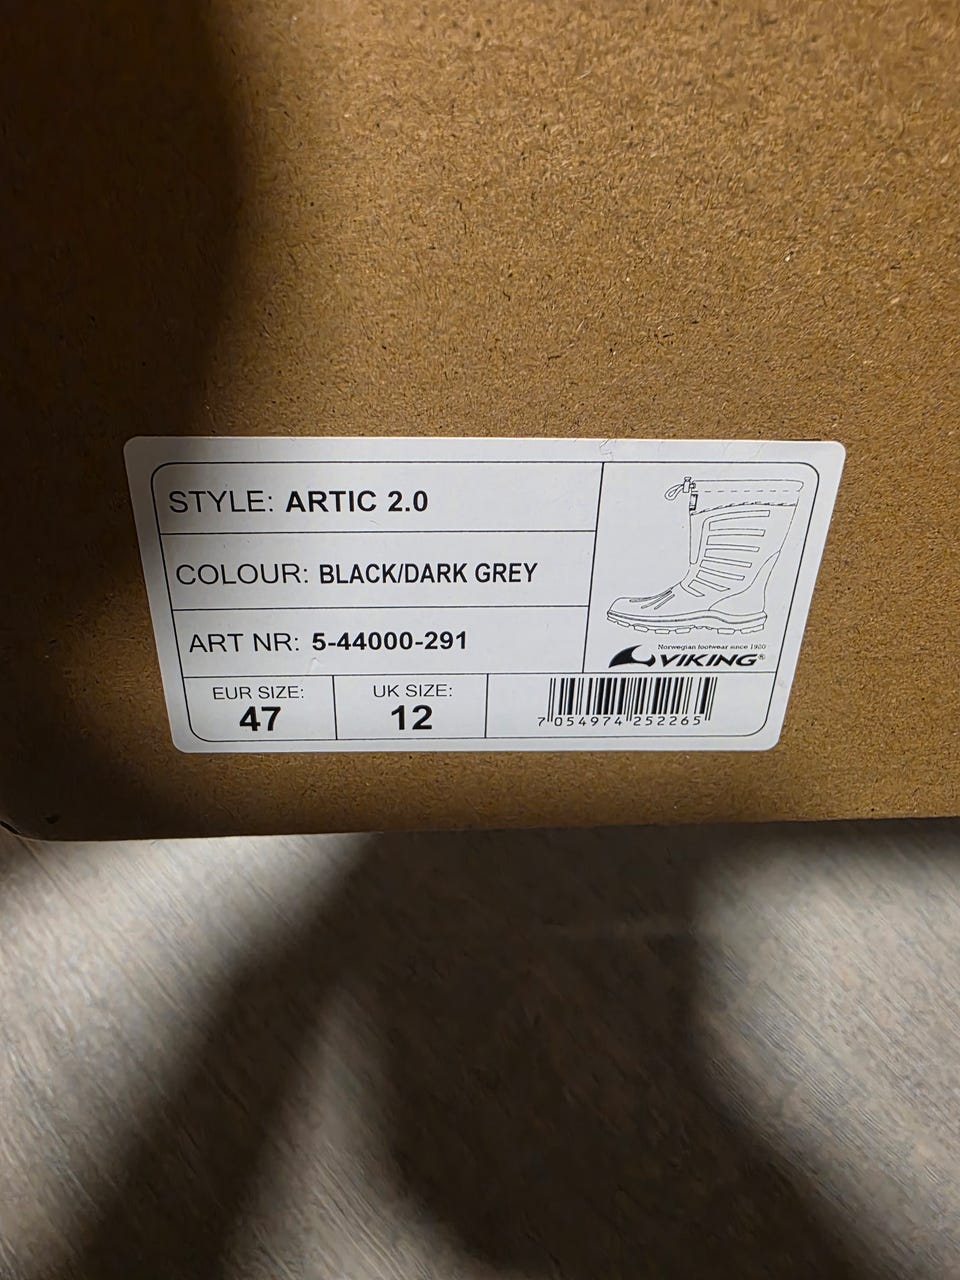 STYLE: ARTIC 2.0
COLOUR: BLACK/DARK GREY
ART NR: 5-44000-291
Norwegian footwear since 1920
VIKING®
EUR SIZE: UK SIZE:
47 12
7 054974 252265